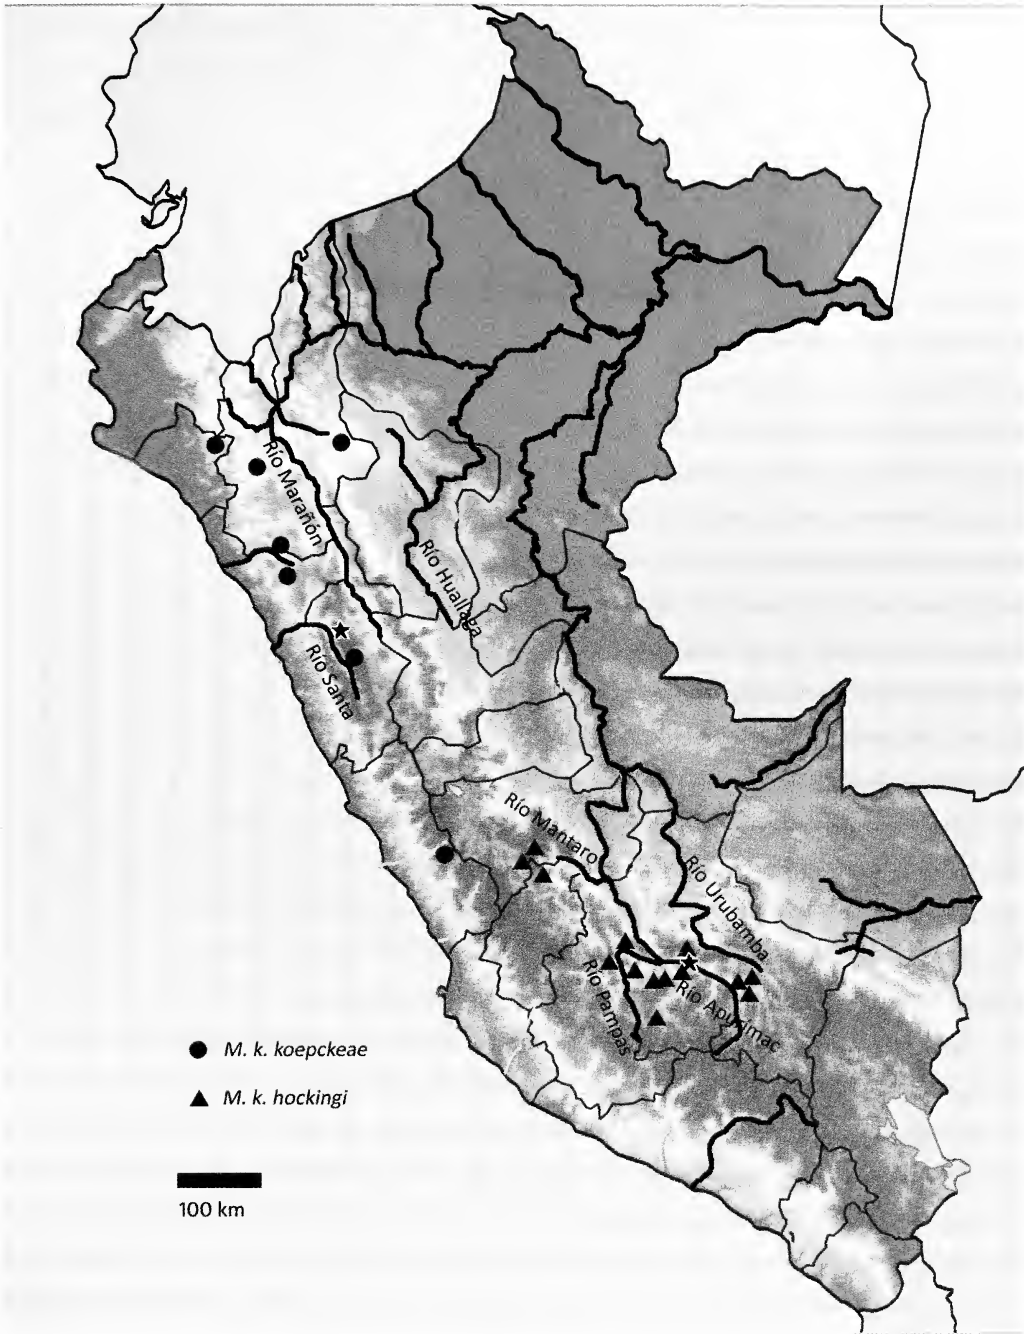 Río Marañón
Río Huallaga
Río Santa
Río Mantaro
Río Urubamba
Río Pampas
Río Apurimac
M. k. koepckeae
M. k. hockingi
100 km